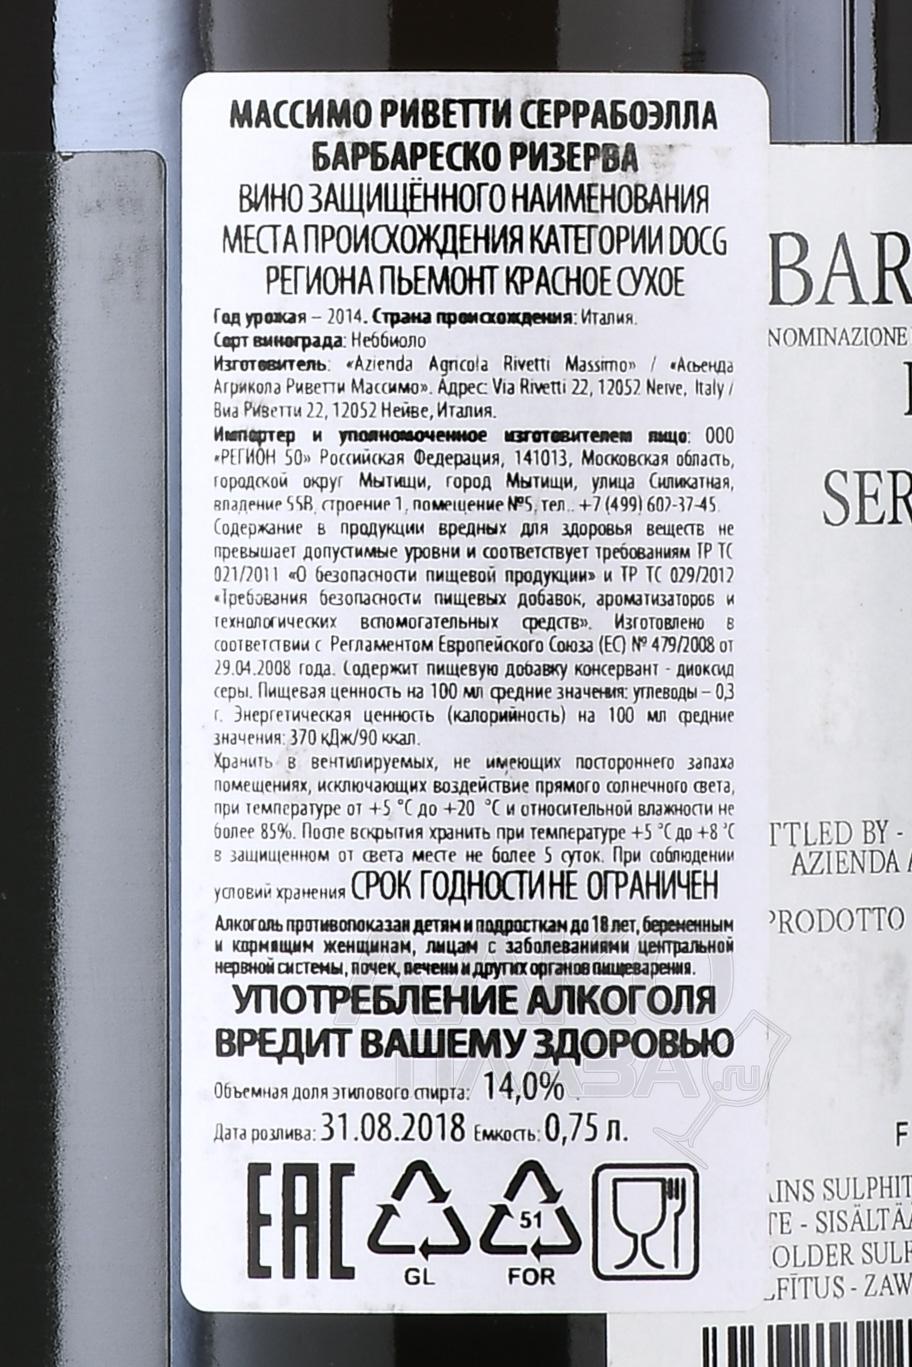 МАССИМО РИВЕТТИ СЕРРАБОЭЛЛА
БАРБАРЕСКО РИЗЕРВА
ВИНО ЗАЩИЩЁННОГО НАИМЕНОВАНИЯ
МЕСТА ПРОИСХОЖДЕНИЯ КАТЕГОРИИ DOCG
РЕГИОНА ПЬЕМОНТ КРАСНОЕ СУХОЕ
Год урожая – 2014. Страна происхождения: Италия.
Сорт винограда: Неббиоло
Изготовитель: «Azienda Agricola Rivetti Massimo» / «Асьенда
Агрикола Риветти Массимо». Адрес: Via Rivetti 22, 12052 Neive, Italy /
Виа Риветти 22, 12052 Нейве, Италия.
Импортер и уполномоченное изготовителем лицо: ООО
«РЕГИОН 50» Российская Федерация, 141013, Московская область,
городской округ Мытищи, город Мытищи, улица Силикатная,
владение 55В, строение 1, помещение №5, тел.: +7 (499) 607-37-45.
Содержание в продукции вредных для здоровья веществ не
превышает допустимые уровни и соответствует требованиям ТР ТС
021/2011 «О безопасности пищевой продукции» и ТР ТС 029/2012
«Требования безопасности пищевых добавок, ароматизаторов и
технологических вспомогательных средств». Изготовлено в
соответствии с Регламентом Европейского Союза (ЕС) № 479/2008 от
29.04.2008 года. Содержит пищевую добавку консервант - диоксид
серы. Пищевая ценность на 100 мл средние значения: углеводы – 0,3
г. Энергетическая ценность (калорийность) на 100 мл средние
значения: 370 кДж/90 ккал.
Хранить в вентилируемых, не имеющих постороннего запаха
помещениях, исключающих воздействие прямого солнечного света,
при температуре от +5 °С до +20 °С и относительной влажности не
более 85%. После вскрытия хранить при температуре +5 °С до +8 °С
в защищенном от света месте не более 5 суток. При соблюдении
условий хранения СРОК ГОДНОСТИ НЕ ОГРАНИЧЕН
Алкоголь противопоказан детям и подросткам до 18 лет, беременным
и кормящим женщинам, лицам с заболеваниями центральной
нервной системы, почек, печени и других органов пищеварения.
УПОТРЕБЛЕНИЕ АЛКОГОЛЯ
ВРЕДИТ ВАШЕМУ ЗДОРОВЬЮ
Объемная доля этилового спирта: 14,0%.
Дата розлива: 31.08.2018 Емкость: 0,75 л.
EAC
GL
51
FOR
BAR
NOMINAZIONE
SER
TTLED BY -
AZIENDA A
PRODOTTO
F
AINS SULPHIT
TE - SISÄLTÄÄ
OLDER SULF
LFĪTUS - ZAW
АЛКО
ПЛАЗА.ru